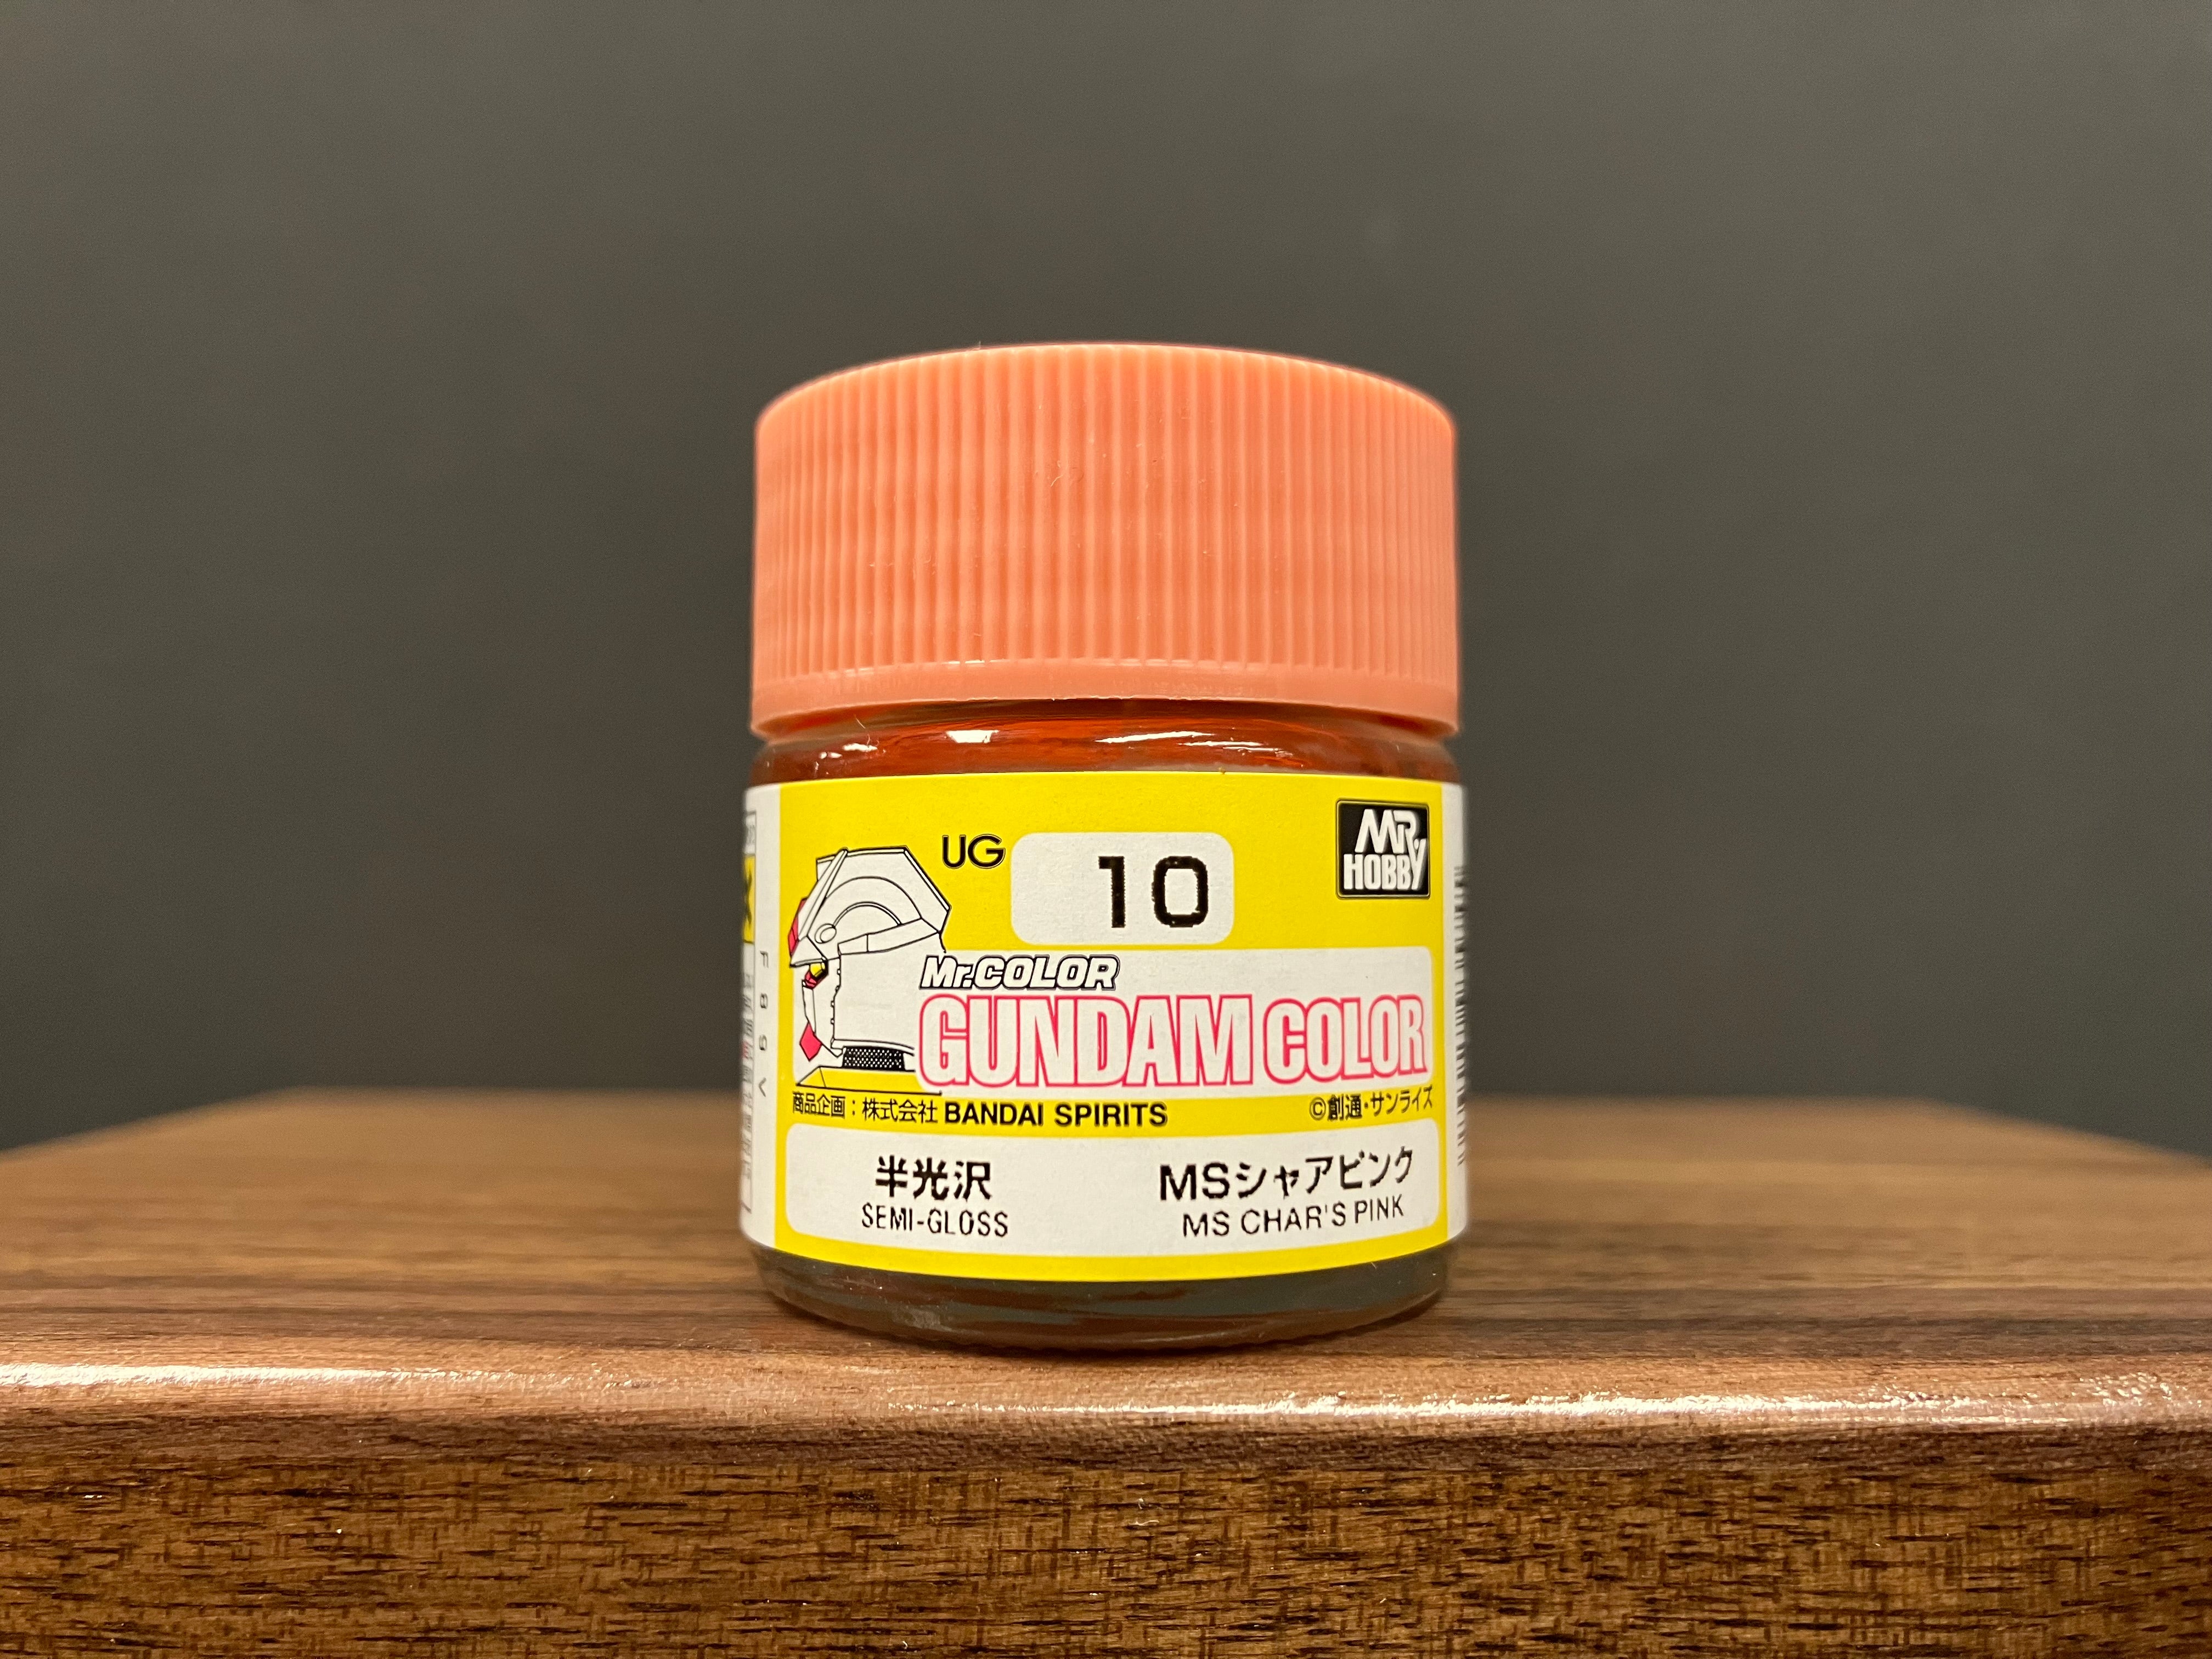 UG 10
MR HOBBY
Mr.COLOR
GUNDAM COLOR
商品企画：株式会社 BANDAI SPIRITS
©創通・サンライズ
半光沢
SEMI-GLOSS
MSシャアピンク
MS CHAR'S PINK